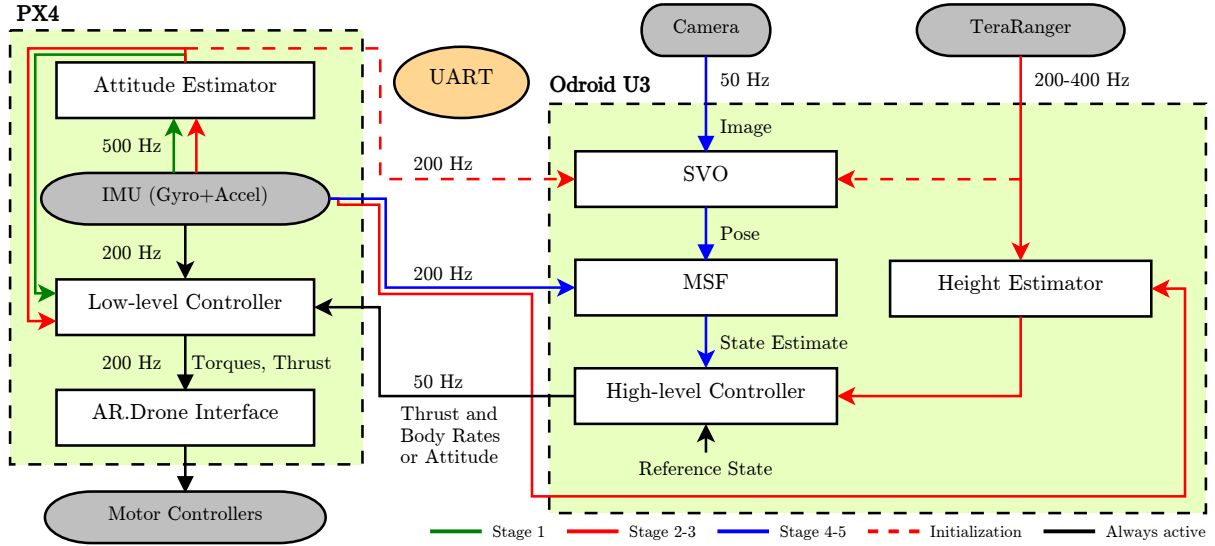 PX4
Camera
TeraRanger
Attitude Estimator
UART
50 Hz
200-400 Hz
Odroid U3
500 Hz
Image
200 Hz
SVO
IMU (Gyro+Accel)
Pose
200 Hz
200 Hz
MSF
Height Estimator
Low-level Controller
State Estimate
200 Hz
Torques, Thrust
50 Hz
High-level Controller
AR.Drone Interface
Thrust and
Body Rates
or Attitude
Reference State
Motor Controllers
Stage 1
Stage 2-3
Stage 4-5
Initialization
Always active